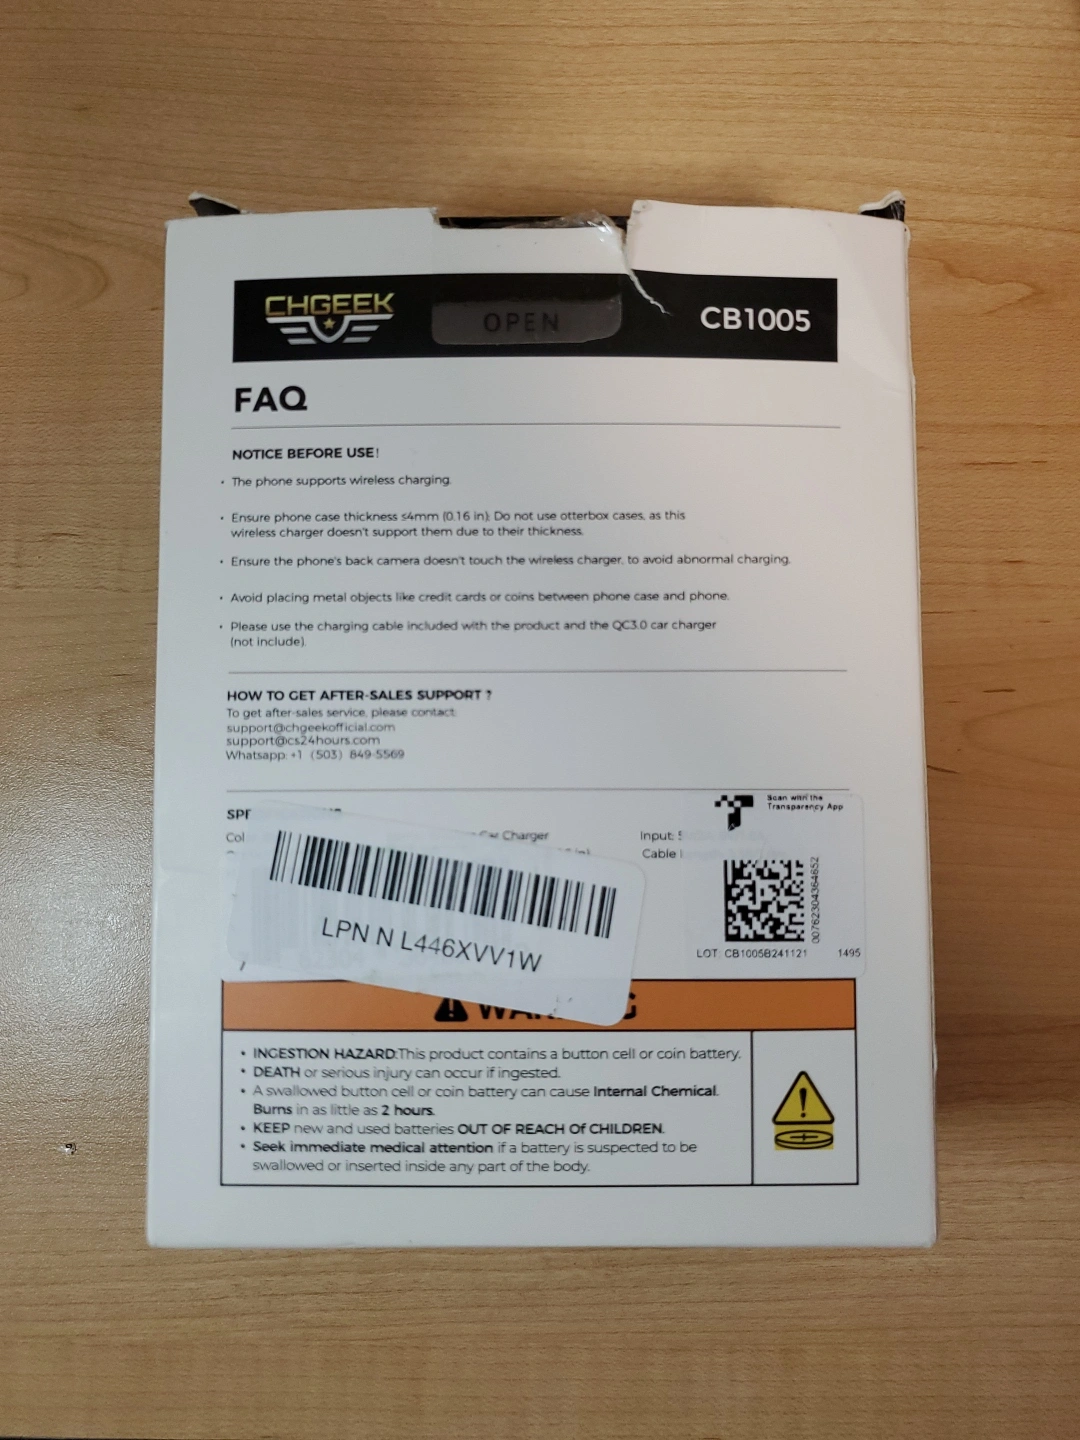 CHGEEK
OPEN
CB1005
FAQ
NOTICE BEFORE USE!
• The phone supports wireless charging.
• Ensure phone case thickness ≤4mm (0.16 in); Do not use otterbox cases, as this
wireless charger doesn't support them due to their thickness.
• Ensure the phone's back camera doesn't touch the wireless charger, to avoid abnormal charging.
• Avoid placing metal objects like credit cards or coins between phone case and phone.
• Please use the charging cable included with the product and the QC3.0 car charger
(not include).
HOW TO GET AFTER-SALES SUPPORT ?
To get after-sales service, please contact:
support@chgeekofficial.com
support@cs24hours.com
Whatsapp: +1 (503) 849-5569
Scan with the
Transparency App
Car Charger
Input:
Cable
LPN N L446XVV1W
00762304364652
LOT: CB1005B241121 1495
• INGESTION HAZARD:This product contains a button cell or coin battery.
• DEATH or serious injury can occur if ingested.
• A swallowed button cell or coin battery can cause Internal Chemical.
Burns in as little as 2 hours.
• KEEP new and used batteries OUT OF REACH Of CHILDREN.
• Seek immediate medical attention if a battery is suspected to be
swallowed or inserted inside any part of the body.